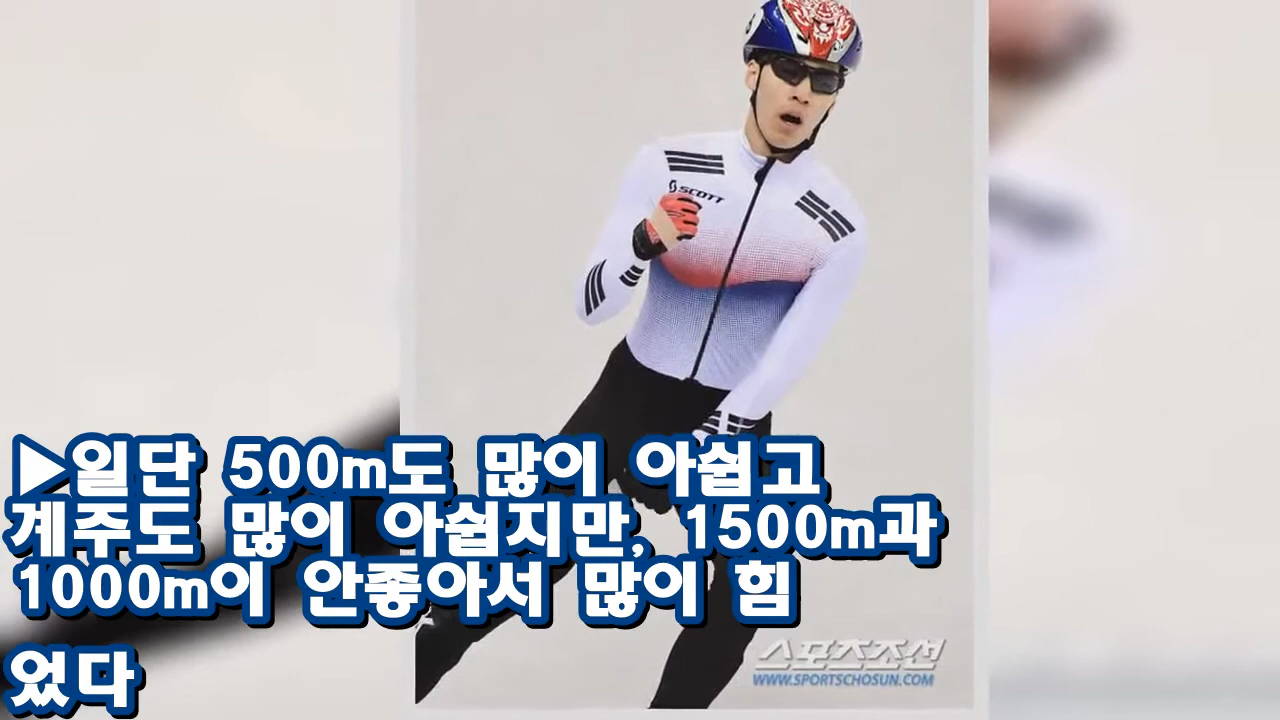 SCOTT
▶일단 500m도 많이 아쉽고
계주도 많이 아쉽지만, 1500m과
1000m이 안좋아서 많이 힘
었다
스포츠조선
WWW.SPORTSCHOSUN.COM